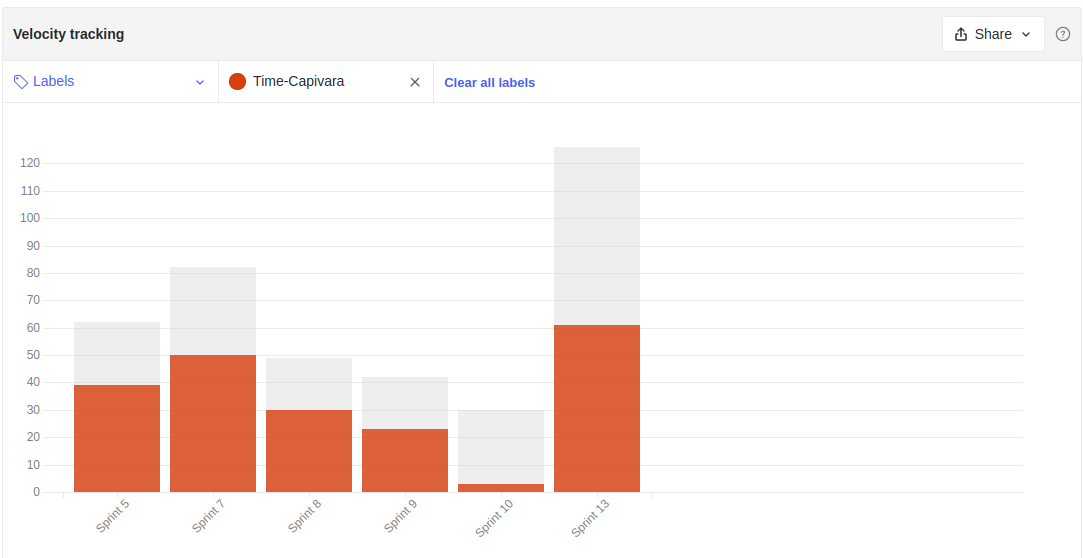 Velocity tracking
Share
Labels
Time-Capivara
Clear all labels
120
110
100
90
80
70
60
50
40
30
20
10
0
Sprint 5
Sprint 7
Sprint 8
Sprint 9
Sprint 10
Sprint 13